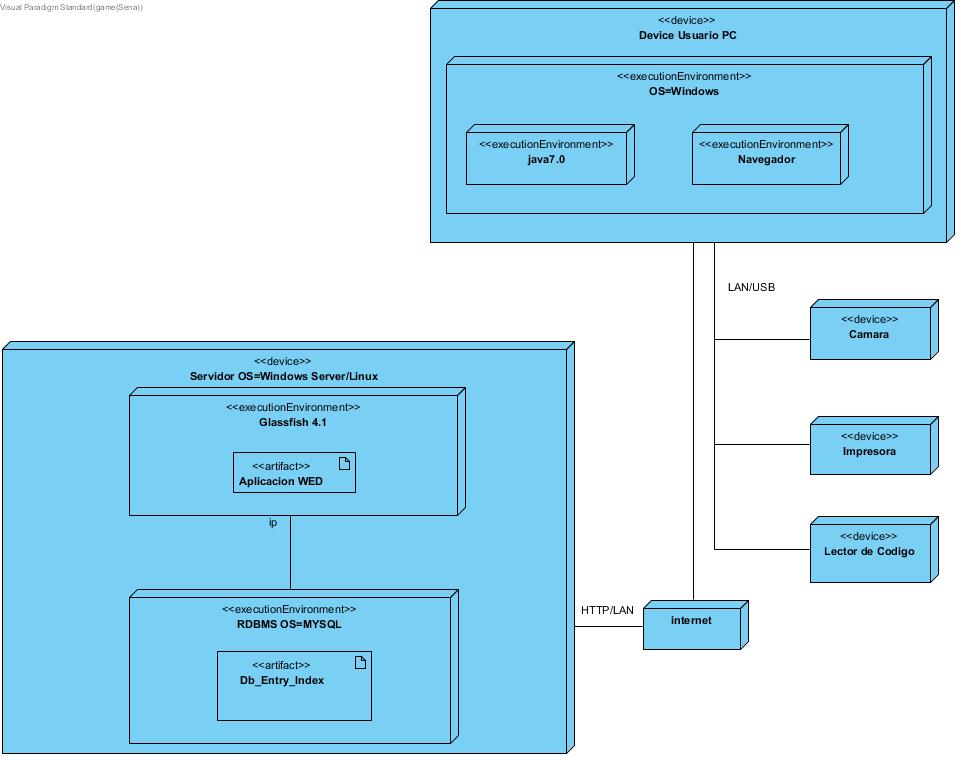 Visual Paradigm Standard(game(Sena))
<<device>>
Device Usuario PC
<<executionEnvironment>>
OS=Windows
<<executionEnvironment>>
java7.0
<<executionEnvironment>>
Navegador
LAN/USB
<<device>>
Camara
<<device>>
Impresora
<<device>>
Lector de Codigo
<<device>>
Servidor OS=Windows Server/Linux
<<executionEnvironment>>
Glassfish 4.1
<<artifact>>
Aplicacion WED
ip
<<executionEnvironment>>
RDBMS OS=MYSQL
<<artifact>>
Db_Entry_Index
HTTP/LAN
internet